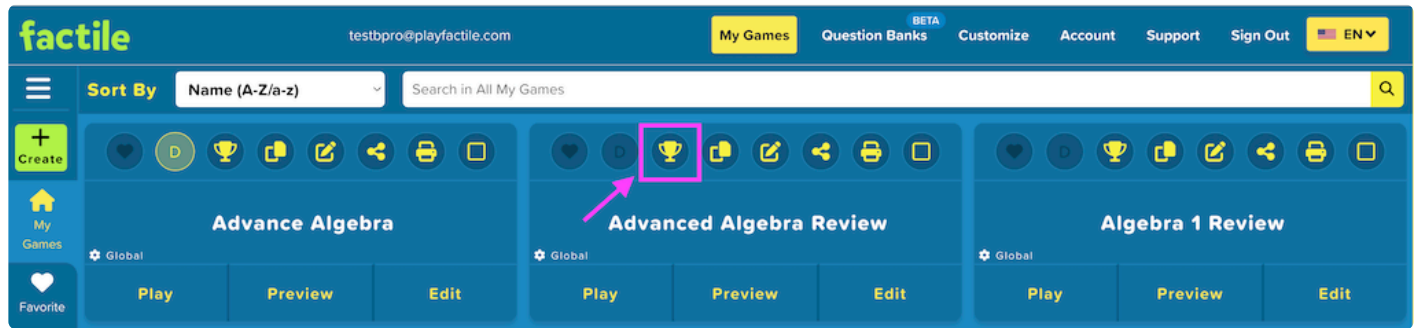 factile
testbpro@playfactile.com
My Games
Question Banks
BETA
Customize
Account
Support
Sign Out
EN
Sort By
Name (A-Z/a-z)
Search in All My Games
Create
My
Games
Favorite
D
Advance Algebra
Global
Play Preview Edit
D
Advanced Algebra Review
Global
Play Preview Edit
D
Algebra 1 Review
Global
Play Preview Edit